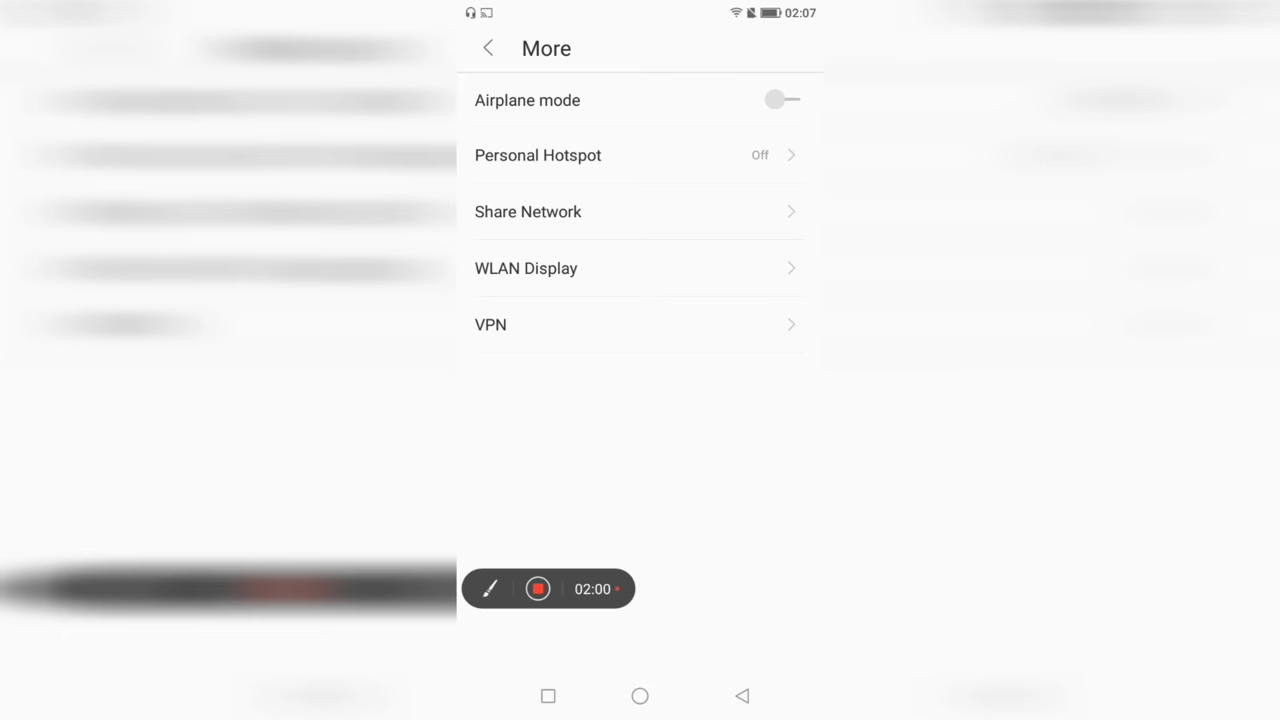 02:07
More
Airplane mode
Personal Hotspot Off
Share Network
WLAN Display
VPN
02:00